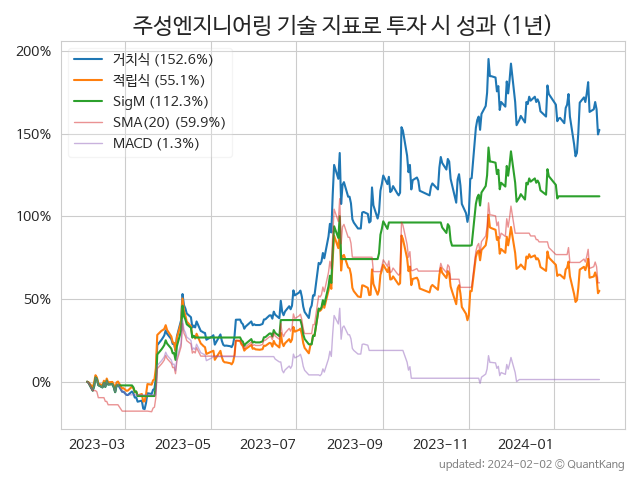 주성엔지니어링 기술 지표로 투자 시 성과 (1년)
200%
150%
100%
50%
0%
거치식 (152.6%)
적립식 (55.1%)
SigM (112.3%)
SMA(20) (59.9%)
MACD (1.3%)
2023-03
2023-05
2023-07
2023-09
2023-11
2024-01
updated: 2024-02-02 © QuantKang